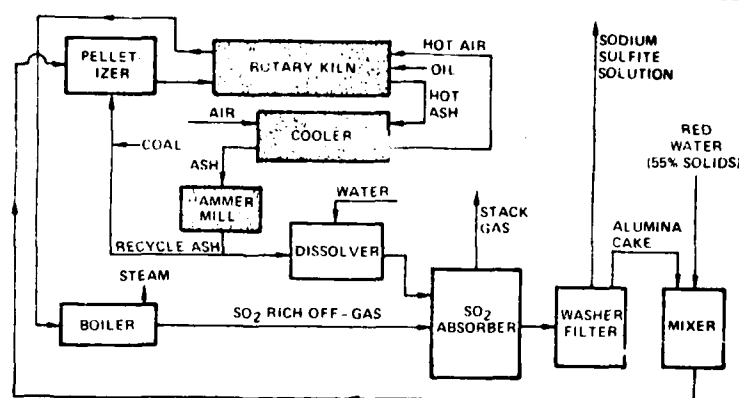 PELLET
IZER
ROTARY KILN
HOT AIR
OIL
HOT
ASH
AIR
COOLER
COAL
ASH
HAMMER
MILL
RECYCLE ASH
WATER
DISSOLVER
STACK
GAS
SODIUM
SULFITE
SOLUTION
RED
WATER
(55% SOLIDS)
ALUMINA
CAKE
STEAM
BOILER
SO2 RICH OFF-GAS
SO2
ABSORBER
WASHER
FILTER
MIXER